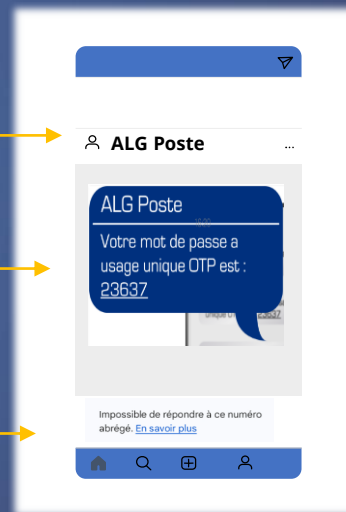 ALG Poste
...
ALG Poste
Votre mot de passe a
usage unique OTP est :
23637
23637
Impossible de répondre à ce numéro
abrégé. En savoir plus